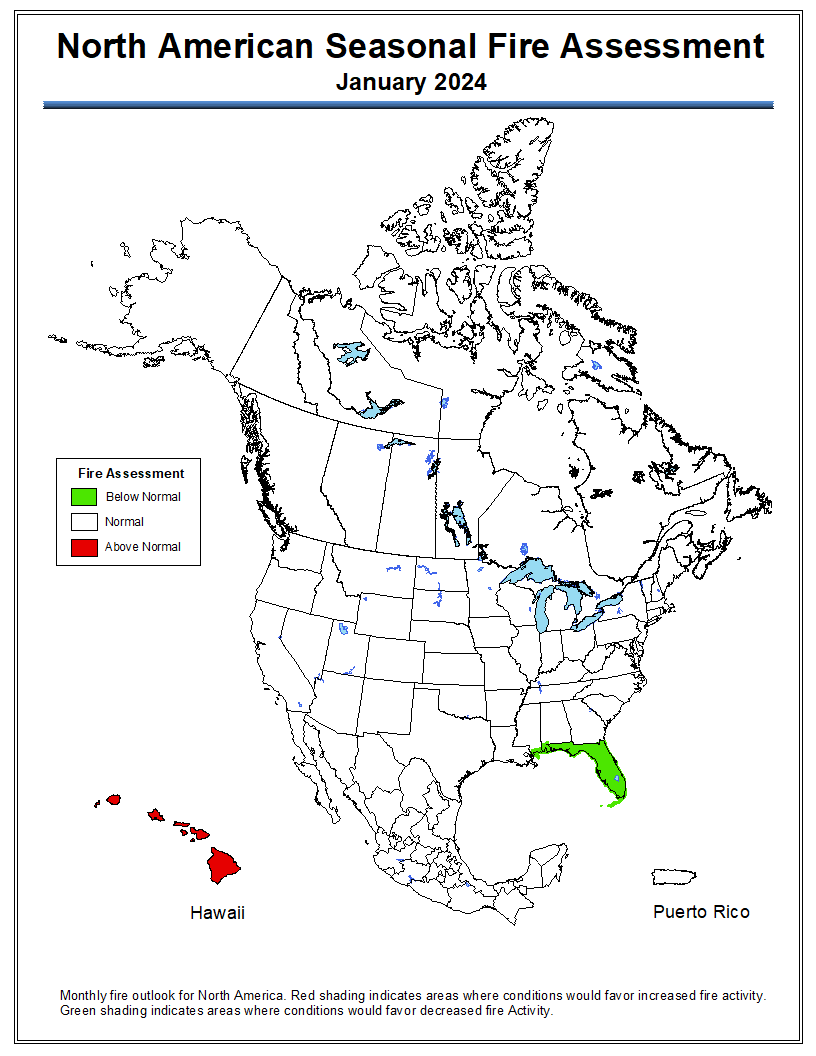 North American Seasonal Fire Assessment
January 2024
Fire Assessment
Below Normal
Normal
Above Normal
Hawaii
Puerto Rico
Monthly fire outlook for North America. Red shading indicates areas where conditions would favor increased fire activity.
Green shading indicates areas where conditions would favor decreased fire Activity.